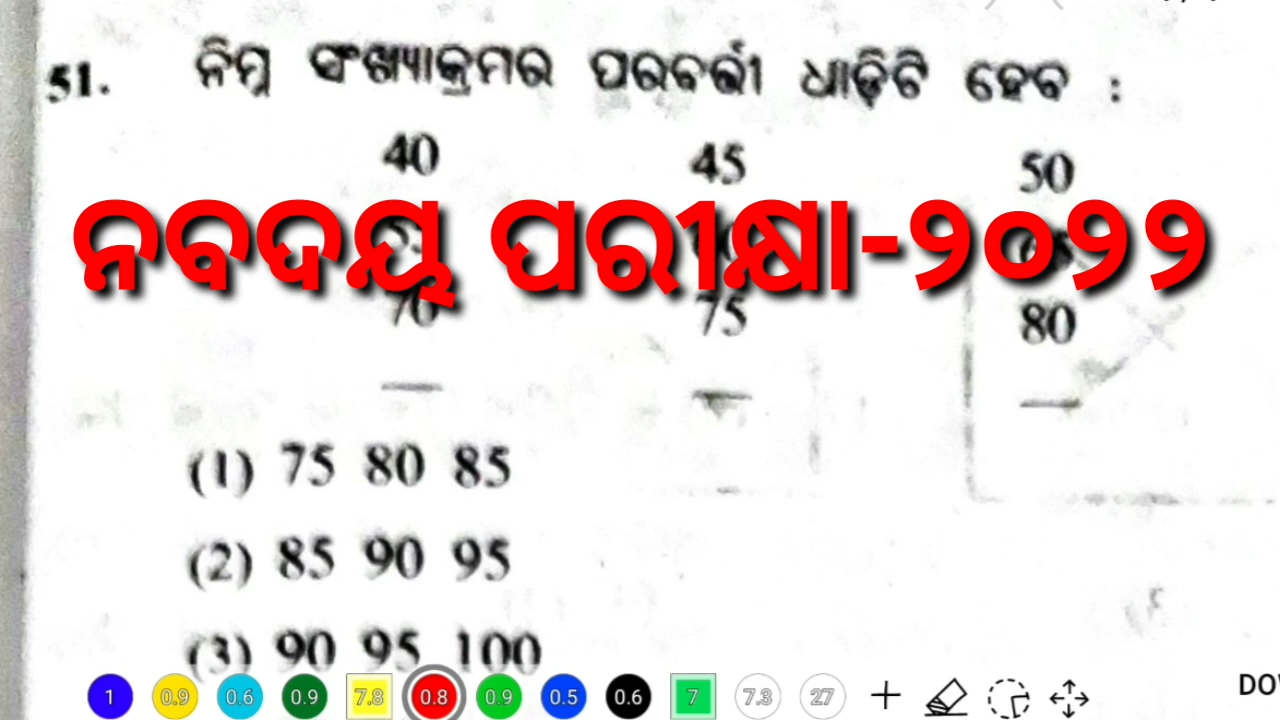 51. ନିମ୍ନ ସଂଖ୍ୟାକ୍ରମର ପରବର୍ତ୍ତୀ ଧାଡ଼ିଟି ହେବ :
40 45 50
ନବଦୟ ପରୀକ୍ଷା-୨୦୨୨
70 75 80
(1) 75 80 85
(2) 85 90 95
(3) 90 95 100
1 0.9 0.6 0.9 7.8 0.8 0.9 0.5 0.6 7 7.3 27